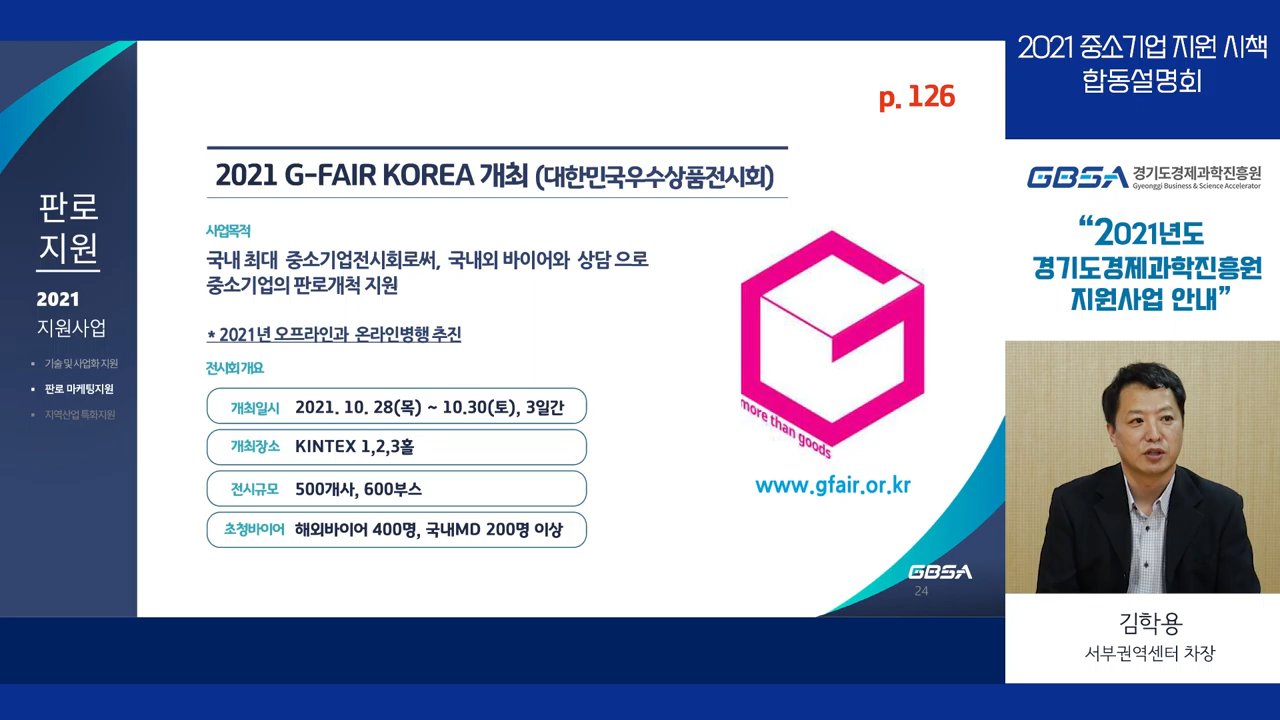 2021 중소기업 지원 시책
합동설명회
p. 126
2021 G-FAIR KOREA 개최 (대한민국우수상품전시회)
사업목적
국내 최대 중소기업전시회로써, 국내외 바이어와 상담 으로
중소기업의 판로개척 지원
* 2021년 오프라인과 온라인병행 추진
전시회 개요
개최일시 2021. 10. 28(목) ~ 10.30(토), 3일간
개최장소 KINTEX 1,2,3홀
전시규모 500개사, 600부스
초청바이어 해외바이어 400명, 국내MD 200명 이상
more than goods
www.gfair.or.kr
GBSA
24
판로
지원
2021
지원사업
기술 및 사업화 지원
판로 마케팅지원
지역산업 특화지원
GBSA 경기도경제과학진흥원
Gyeonggi Business & Science Accelerator
“2021년도
경기도경제과학진흥원
지원사업 안내”
김학용
서부권역센터 차장